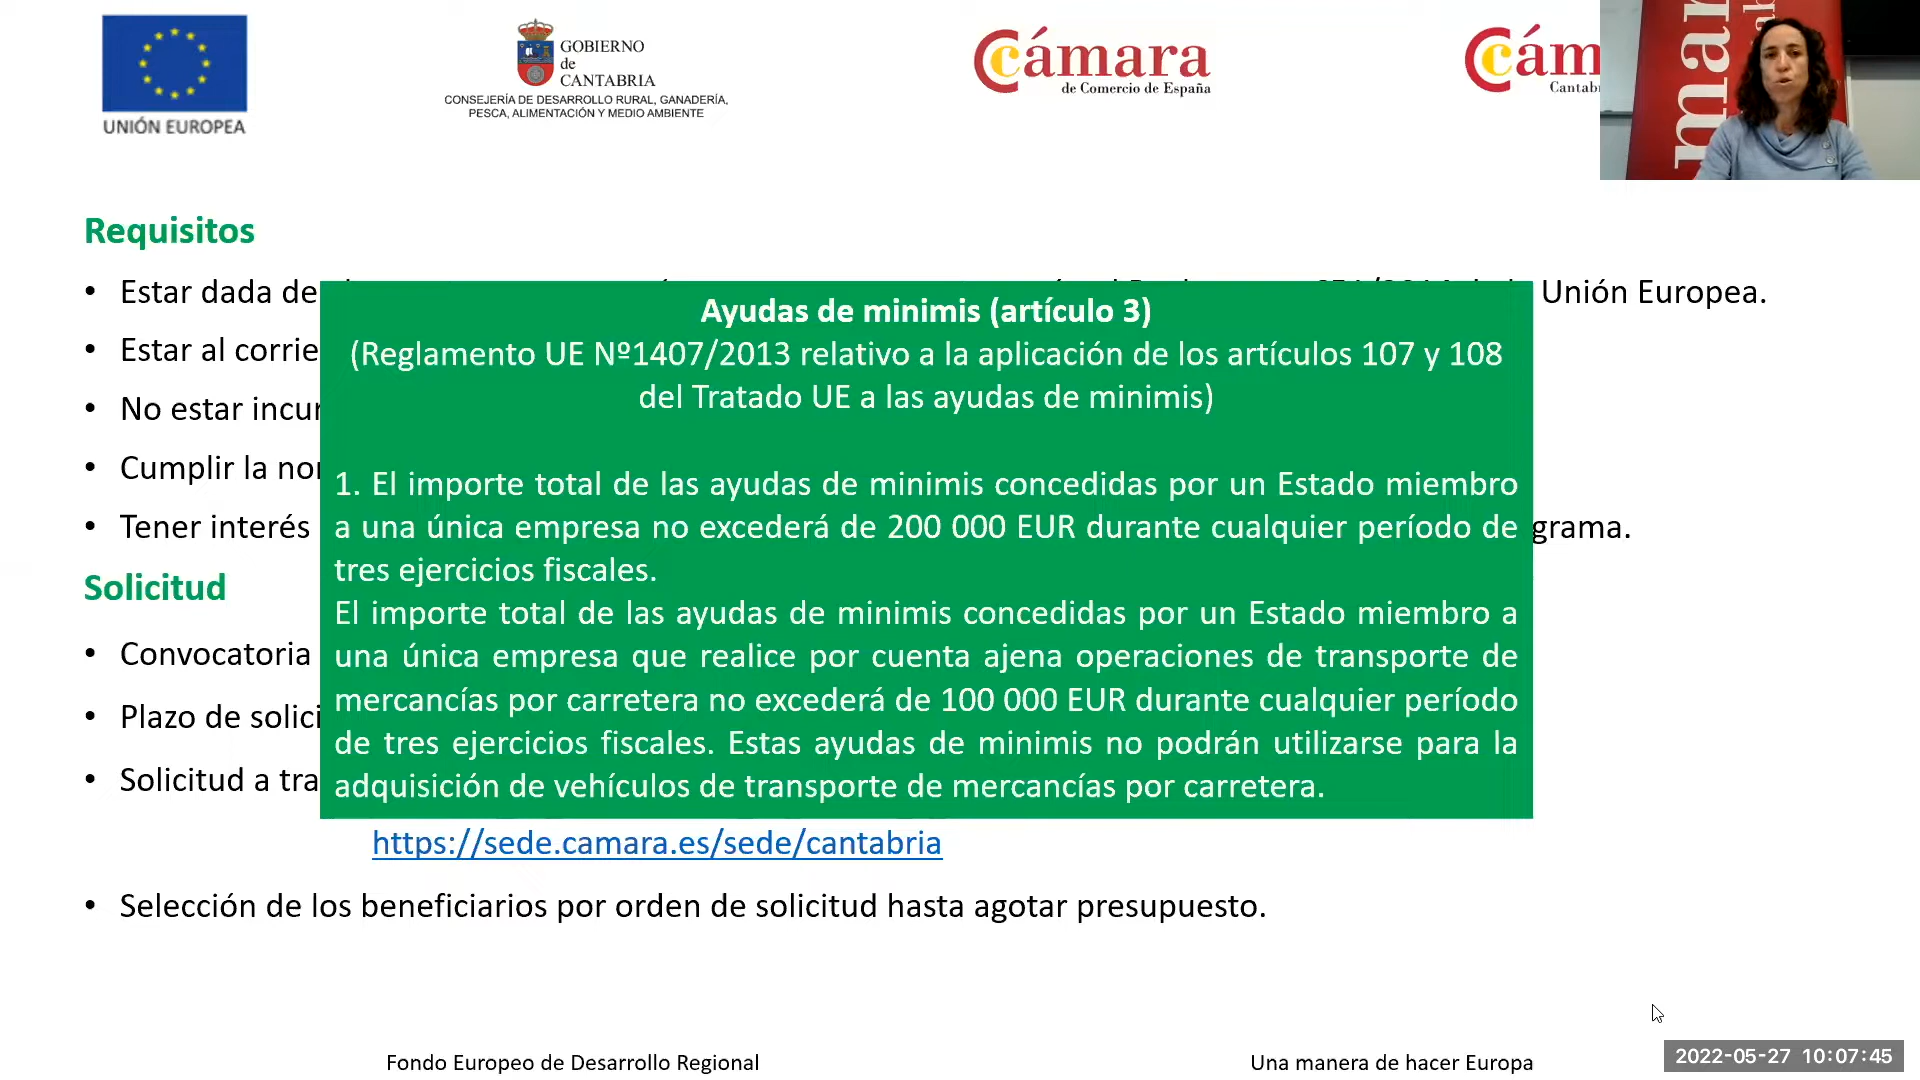 UNIÓN EUROPEA
GOBIERNO
de
CANTABRIA
CONSEJERÍA DE DESARROLLO RURAL, GANADERÍA,
PESCA, ALIMENTACIÓN Y MEDIO AMBIENTE
Cámara
de Comercio de España
Cám
Cantab
mar
Requisitos
• Estar dada de
Unión Europea.
• Estar al corrie
• No estar incur
• Cumplir la nor
• Tener interés
grama.
Ayudas de minimis (artículo 3)
(Reglamento UE Nº1407/2013 relativo a la aplicación de los artículos 107 y 108
del Tratado UE a las ayudas de minimis)
1. El importe total de las ayudas de minimis concedidas por un Estado miembro
a una única empresa no excederá de 200 000 EUR durante cualquier período de
tres ejercicios fiscales.
El importe total de las ayudas de minimis concedidas por un Estado miembro a
una única empresa que realice por cuenta ajena operaciones de transporte de
mercancías por carretera no excederá de 100 000 EUR durante cualquier período
de tres ejercicios fiscales. Estas ayudas de minimis no podrán utilizarse para la
adquisición de vehículos de transporte de mercancías por carretera.
Solicitud
• Convocatoria
• Plazo de solici
• Solicitud a tra
https://sede.camara.es/sede/cantabria
• Selección de los beneficiarios por orden de solicitud hasta agotar presupuesto.
Fondo Europeo de Desarrollo Regional
Una manera de hacer Europa
2022-05-27 10:07:45